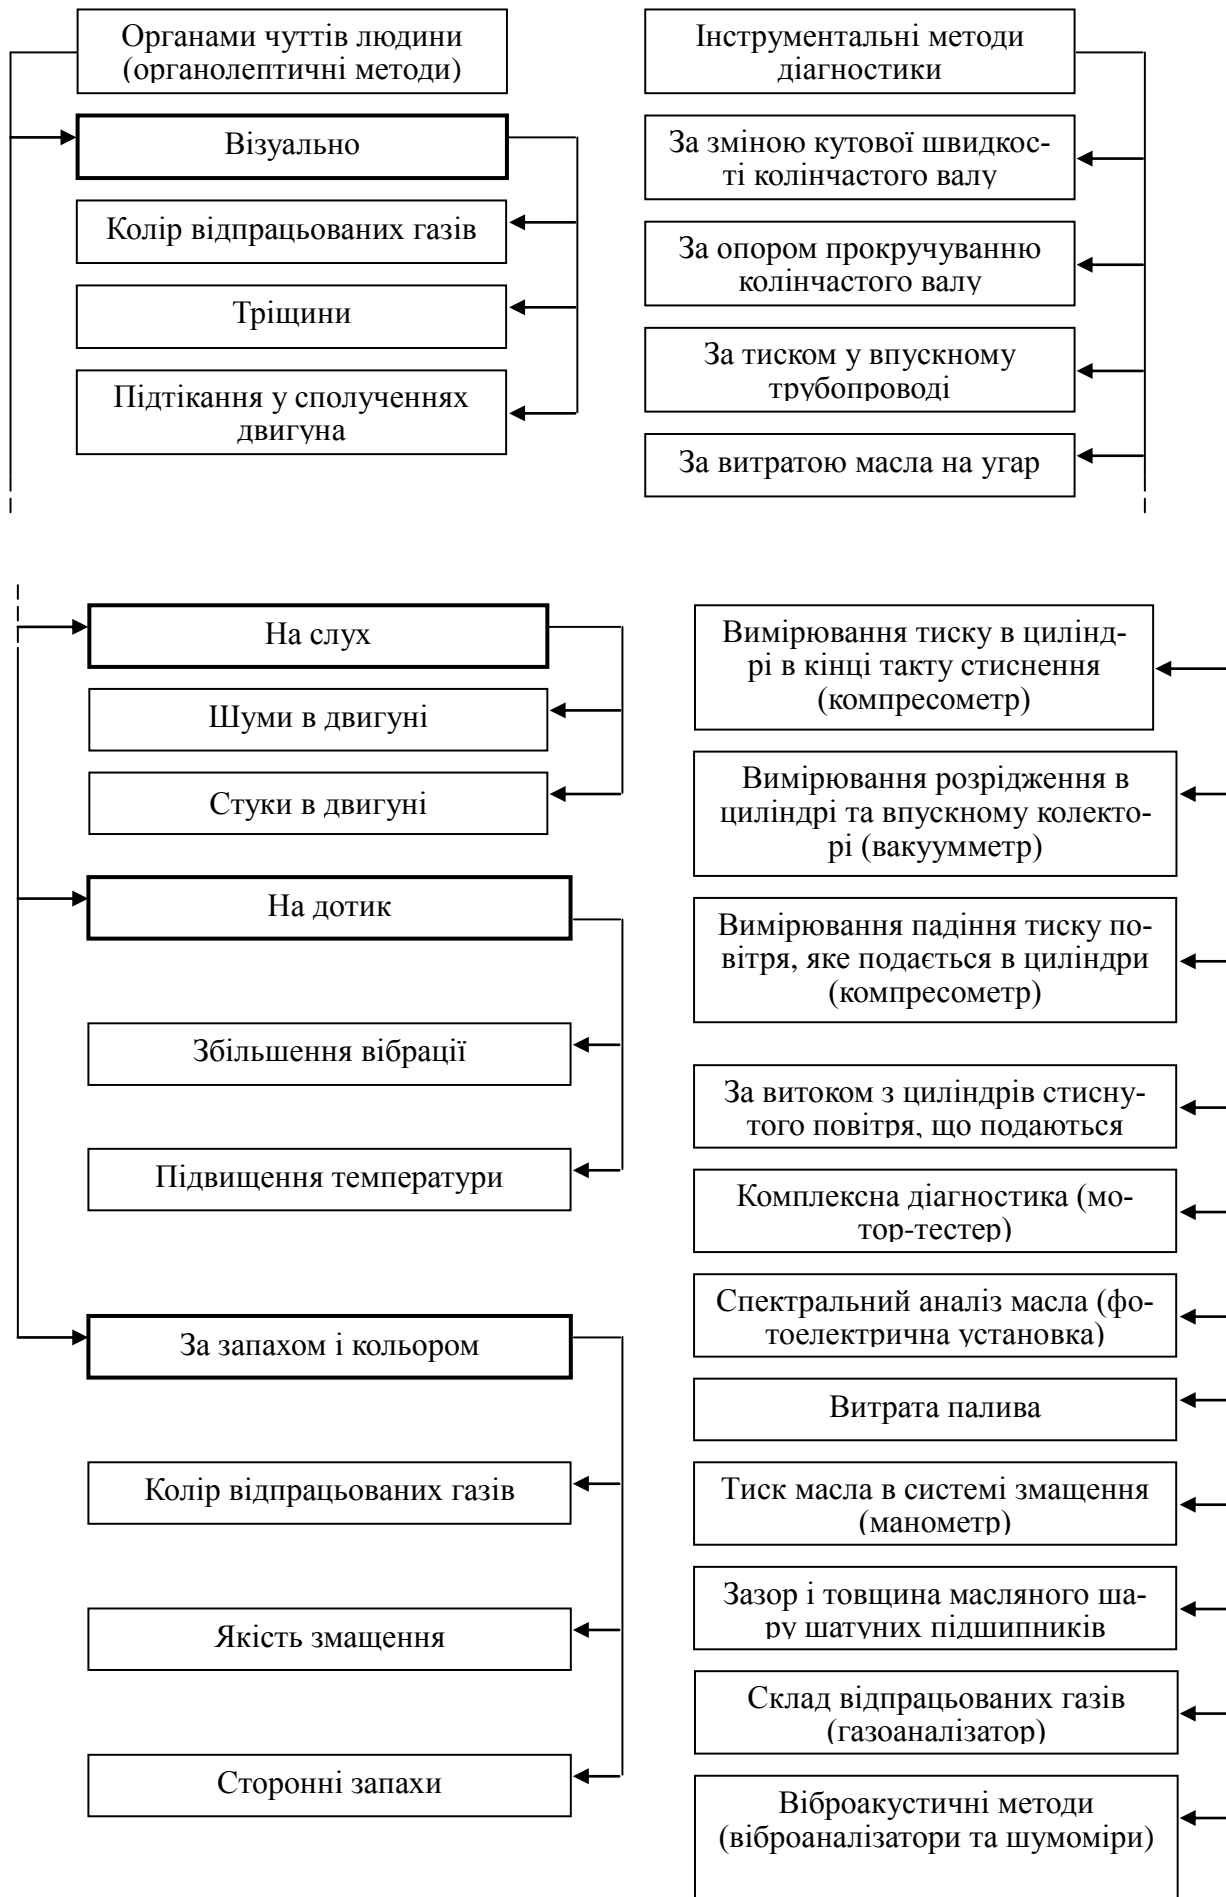 Органами чуттів людини
(органолептичні методи)
Візуально
Колір відпрацьованих газів
Тріщини
Підтікання у сполученнях
двигуна
Інструментальні методи
діагностики
За зміною кутової швидкос-
ті колінчастого валу
За опором прокручуванню
колінчастого валу
За тиском у впускному
трубопроводі
За витратою масла на угар
На слух
Шуми в двигуні
Стуки в двигуні
На дотик
Збільшення вібрації
Підвищення температури
За запахом і кольором
Колір відпрацьованих газів
Якість змащення
Сторонні запахи
Вимірювання тиску в цилінд-
рі в кінці такту стиснення
(компресометр)
Вимірювання розрідження в
циліндрі та впускному колекто-
рі (вакуумметр)
Вимірювання падіння тиску по-
вітря, яке подається в циліндри
(компресометр)
За витоком з циліндрів стисну-
того повітря, що подаються
Комплексна діагностика (мо-
тор-тестер)
Спектральний аналіз масла (фо-
тоелектрична установка)
Витрата палива
Тиск масла в системі змащення
(манометр)
Зазор і товщина масляного ша-
ру шатуних підшипників
Склад відпрацьованих газів
(газоаналізатор)
Віброакустичні методи
(віброаналізатори та шумоміри)